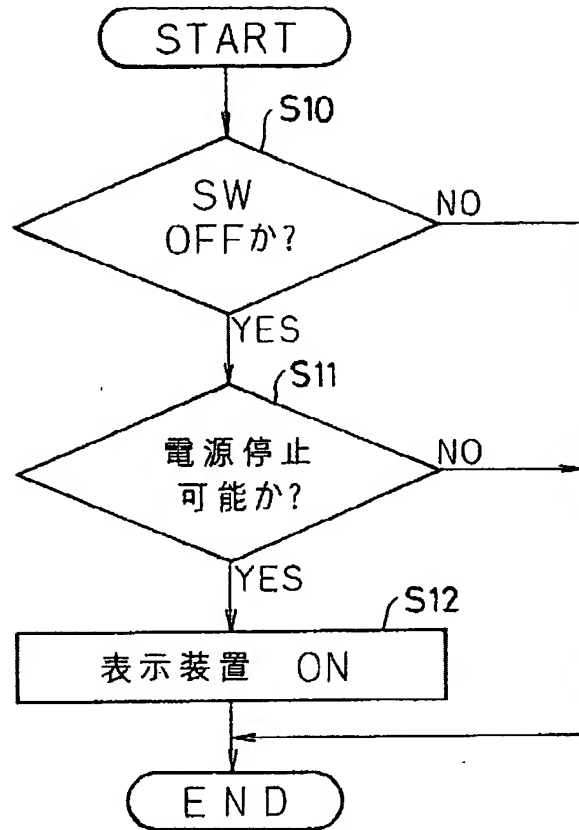 START
S10
SW
OFFか?
NO
YES
S11
電源停止
可能か?
NO
YES
S12
表示装置 ON
END